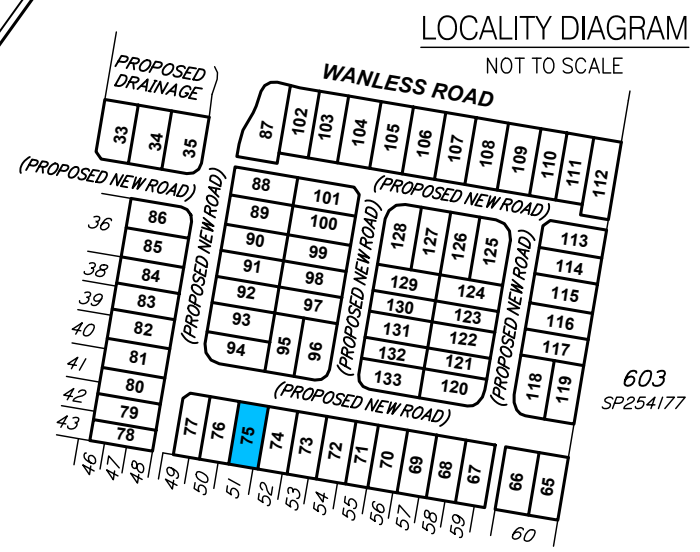 LOCALITY DIAGRAM
NOT TO SCALE
PROPOSED
DRAINAGE
WANLESS ROAD
33 34 35
87 102 103 104 105 106 107 108 109 110 111 112
(PROPOSED NEW ROAD)
(PROPOSED NEW ROAD)
(PROPOSED NEW ROAD)
(PROPOSED NEW ROAD)
(PROPOSED NEW ROAD)
(PROPOSED NEW ROAD)
36 38 39 40 41 42 43
86
85
84
83
82
81
80
79
78
88 101
89 100
90 99
91 98
92 97
93
94 95 96
128 127 126 125
129 124
130 123
131 122
132 121
133 120
113
114
115
116
117
118 119
603
SP254177
77 76 75 74 73 72 71 70 69 68 67 66 65
46 47 48 49 50 51 52 53 54 55 56 57 58 59 60